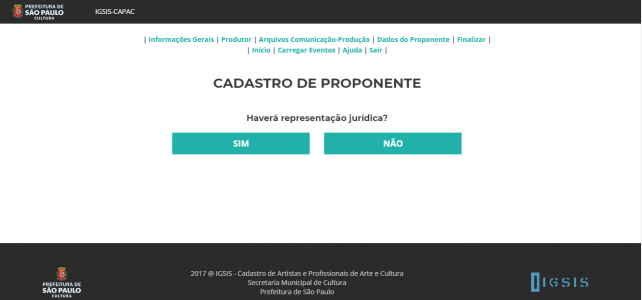 PREFEITURA DE
SÃO PAULO
CULTURA
IGSIS-CAPAC
| Informações Gerais | Produtor | Arquivos Comunicação-Produção | Dados do Proponente | Finalizar |
| Início | Carregar Eventos | Ajuda | Sair |
CADASTRO DE PROPONENTE
Haverá representação jurídica?
SIM NÃO
PREFEITURA DE
SÃO PAULO
CULTURA
2017 @ IGSIS - Cadastro de Artistas e Profissionais de Arte e Cultura
Secretaria Municipal de Cultura
Prefeitura de São Paulo
IGSIS